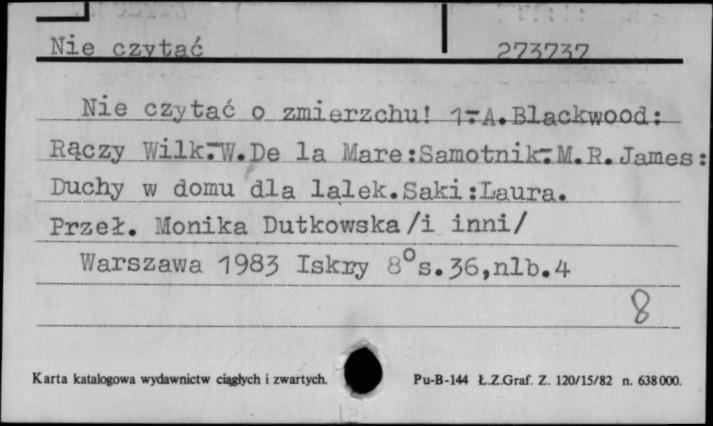 Nie czytać 273737
Nie czytać o zmierzchu! 1. A.Blackwood:
Rączy Wilk.-W.De la Mare:Samotnik.-M.R.James:
Duchy w domu dla lalek.Saki:Laura.
Przeł. Monika Dutkowska/i inni/
Warszawa 1983 Iskry 8° s.36,nlb.4
8
Karta katalogowa wydawnictw ciągłych i zwartych. Pu-B-144 Ł.Z.Graf. Z. 120/15/82 n. 638000.